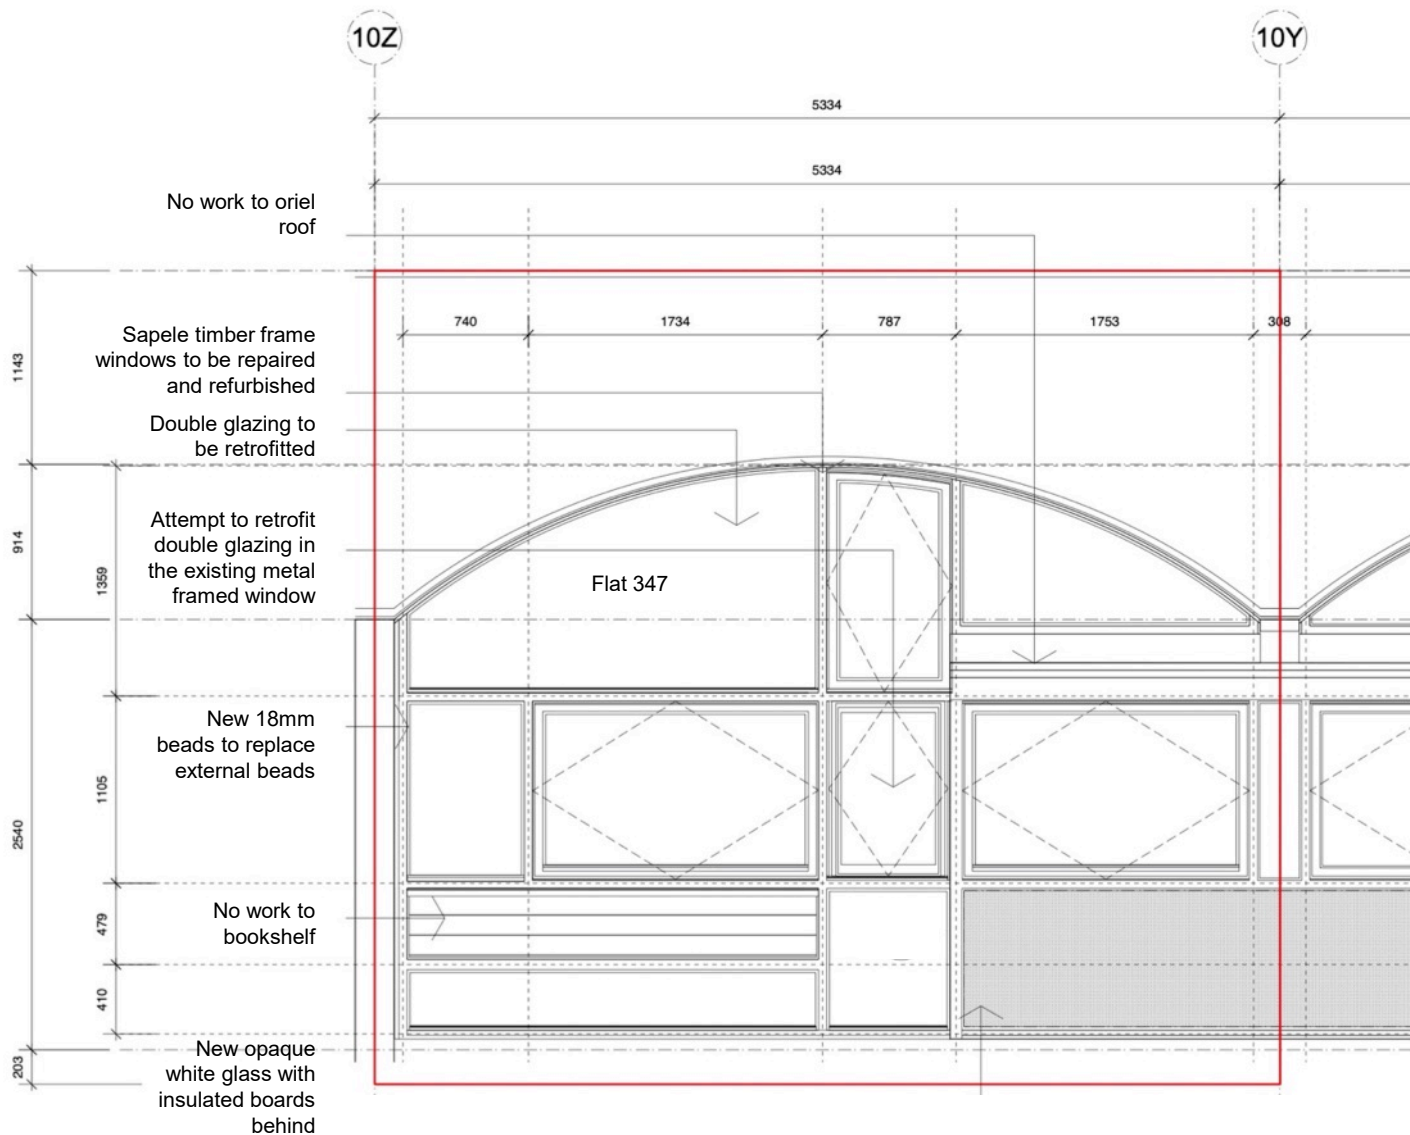 10Z
10Y
5334
5334
No work to oriel
roof
740
1734
787
1753
308
Sapele timber frame
windows to be repaired
and refurbished
1143
Double glazing to
be retrofitted
Attempt to retrofit
double glazing in
the existing metal
framed window
914
1359
Flat 347
New 18mm
beads to replace
external beads
1105
2540
No work to
bookshelf
479
410
New opaque
white glass with
insulated boards
behind
203